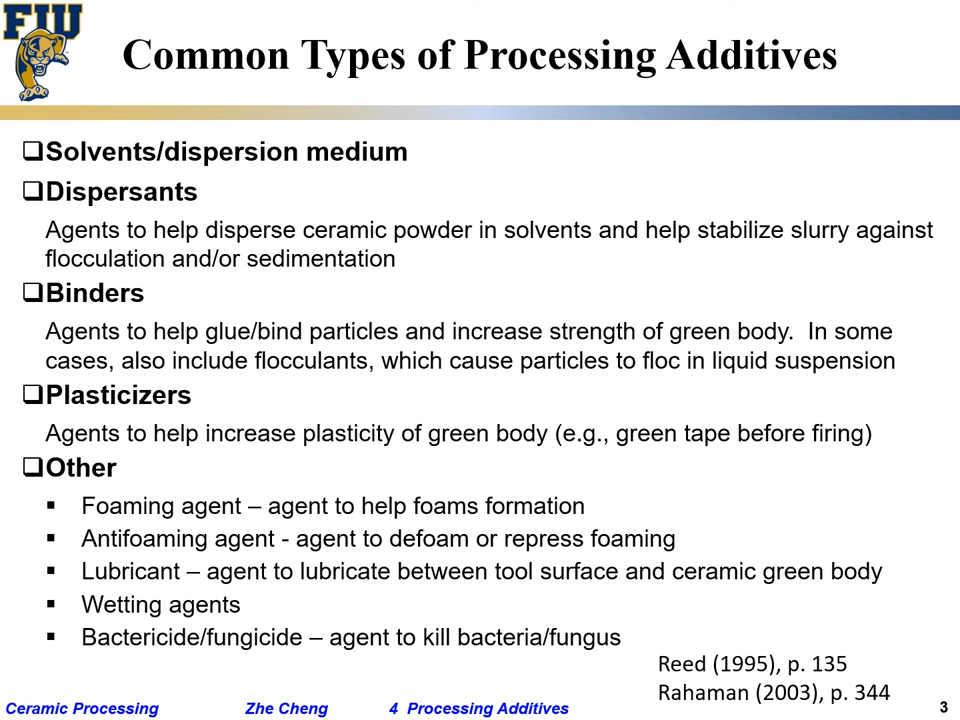 FIU
Common Types of Processing Additives
❑Solvents/dispersion medium
❑Dispersants
Agents to help disperse ceramic powder in solvents and help stabilize slurry against
flocculation and/or sedimentation
❑Binders
Agents to help glue/bind particles and increase strength of green body.  In some
cases, also include flocculants, which cause particles to floc in liquid suspension
❑Plasticizers
Agents to help increase plasticity of green body (e.g., green tape before firing)
❑Other
▪ Foaming agent – agent to help foams formation
▪ Antifoaming agent - agent to defoam or repress foaming
▪ Lubricant – agent to lubricate between tool surface and ceramic green body
▪ Wetting agents
▪ Bactericide/fungicide – agent to kill bacteria/fungus
Reed (1995), p. 135
Rahaman (2003), p. 344
Ceramic Processing Zhe Cheng 4 Processing Additives 3